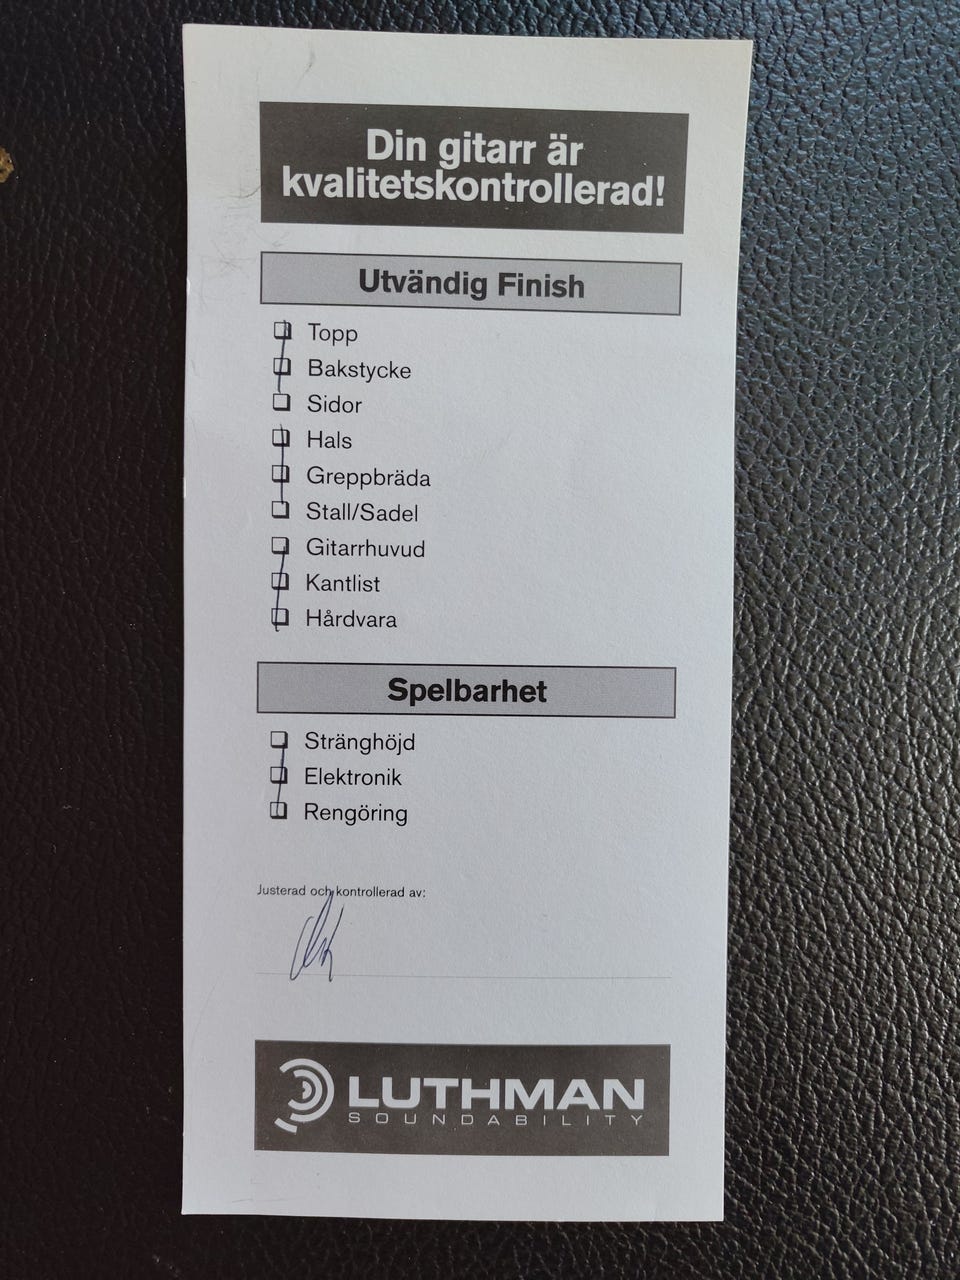 Din gitarr är
kvalitetskontrollerad!
Utvändig Finish
Topp
Bakstycke
Sidor
Hals
Greppbräda
Stall/Sadel
Gitarrhuvud
Kantlist
Hårdvara
Spelbarhet
Stränghöjd
Elektronik
Rengöring
Justerad och kontrollerad av:
LUTHMAN
SOUNDABILITY